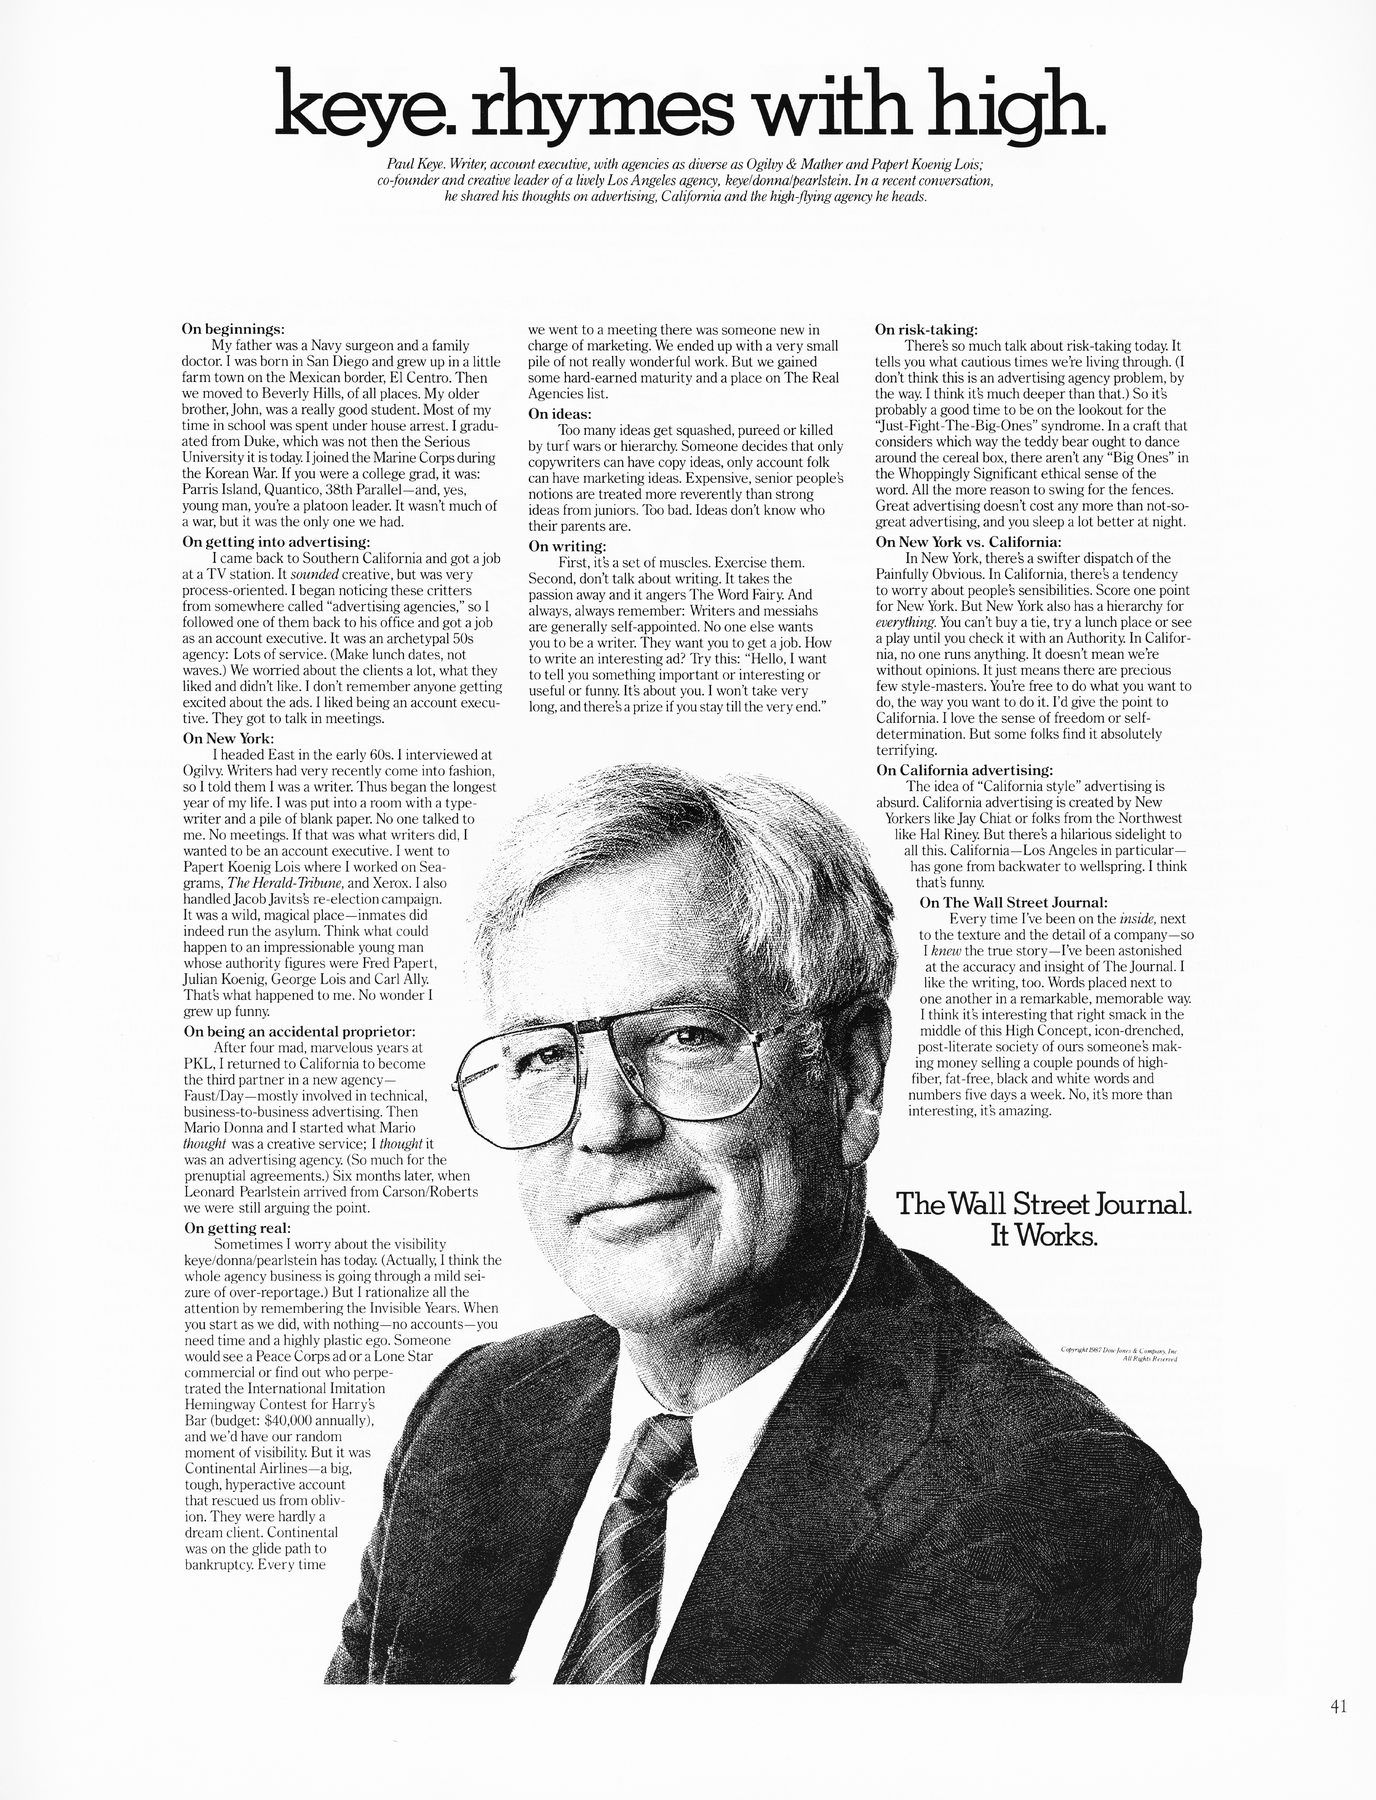 keye. rhymes with high.
Paul Keye. Writer, account executive, with agencies as diverse as Ogilvy & Mather and Papert Koenig Lois;
co-founder and creative leader of a lively Los Angeles agency, keye/donna/pearlstein. In a recent conversation,
he shared his thoughts on advertising, California and the high-flying agency he heads.
On beginnings:
My father was a Navy surgeon and a family
doctor. I was born in San Diego and grew up in a little
farm town on the Mexican border, El Centro. Then
we moved to Beverly Hills, of all places. My older
brother, John, was a really good student. Most of my
time in school was spent under house arrest. I gradu-
ated from Duke, which was not then the Serious
University it is today. I joined the Marine Corps during
the Korean War. If you were a college grad, it was:
Parris Island, Quantico, 38th Parallel—and, yes,
young man, you're a platoon leader. It wasn't much of
a war, but it was the only one we had.
On getting into advertising:
I came back to Southern California and got a job
at a TV station. It sounded creative, but was very
process-oriented. I began noticing these critters
from somewhere called “advertising agencies,” so I
followed one of them back to his office and got a job
as an account executive. It was an archetypal 50s
agency: Lots of service. (Make lunch dates, not
waves.) We worried about the clients a lot, what they
liked and didn't like. I don't remember anyone getting
excited about the ads. I liked being an account execu-
tive. They got to talk in meetings.
On New York:
I headed East in the early 60s. I interviewed at
Ogilvy. Writers had very recently come into fashion,
so I told them I was a writer. Thus began the longest
year of my life. I was put into a room with a type-
writer and a pile of blank paper. No one talked to
me. No meetings. If that was what writers did, I
wanted to be an account executive. I went to
Papert Koenig Lois where I worked on Sea-
grams, The Herald-Tribune, and Xerox. I also
handled Jacob Javits's re-election campaign.
It was a wild, magical place—inmates did
indeed run the asylum. Think what could
happen to an impressionable young man
whose authority figures were Fred Papert,
Julian Koenig, George Lois and Carl Ally.
That's what happened to me. No wonder I
grew up funny.
On being an accidental proprietor:
After four mad, marvelous years at
PKL, I returned to California to become
the third partner in a new agency—
Faust/Day—mostly involved in technical,
business-to-business advertising. Then
Mario Donna and I started what Mario
thought was a creative service; I thought it
was an advertising agency. (So much for the
prenuptial agreements.) Six months later, when
Leonard Pearlstein arrived from Carson/Roberts
we were still arguing the point.
On getting real:
Sometimes I worry about the visibility
keye/donna/pearlstein has today. (Actually, I think the
whole agency business is going through a mild sei-
zure of over-reportage.) But I rationalize all the
attention by remembering the Invisible Years. When
you start as we did, with nothing—no accounts—you
need time and a highly plastic ego. Someone
would see a Peace Corps ad or a Lone Star
commercial or find out who perpe-
trated the International Imitation
Hemingway Contest for Harry's
Bar (budget: $40,000 annually),
and we'd have our random
moment of visibility. But it was
Continental Airlines—a big,
tough, hyperactive account
that rescued us from obliv-
ion. They were hardly a
dream client. Continental
was on the glide path to
bankruptcy. Every time
we went to a meeting there was someone new in
charge of marketing. We ended up with a very small
pile of not really wonderful work. But we gained
some hard-earned maturity and a place on The Real
Agencies list.
On ideas:
Too many ideas get squashed, pureed or killed
by turf wars or hierarchy. Someone decides that only
copywriters can have copy ideas, only account folk
can have marketing ideas. Expensive, senior people's
notions are treated more reverently than strong
ideas from juniors. Too bad. Ideas don't know who
their parents are.
On writing:
First, it's a set of muscles. Exercise them.
Second, don't talk about writing. It takes the
passion away and it angers The Word Fairy. And
always, always remember: Writers and messiahs
are generally self-appointed. No one else wants
you to be a writer. They want you to get a job. How
to write an interesting ad? Try this: “Hello, I want
to tell you something important or interesting or
useful or funny. It's about you. I won't take very
long, and there's a prize if you stay till the very end.”
On risk-taking:
There's so much talk about risk-taking today. It
tells you what cautious times we're living through. (I
don't think this is an advertising agency problem, by
the way. I think it's much deeper than that.) So it's
probably a good time to be on the lookout for the
“Just-Fight-The-Big-Ones” syndrome. In a craft that
considers which way the teddy bear ought to dance
around the cereal box, there aren't any “Big Ones” in
the Whoppingly Significant ethical sense of the
word. All the more reason to swing for the fences.
Great advertising doesn't cost any more than not-so-
great advertising, and you sleep a lot better at night.
On New York vs. California:
In New York, there's a swifter dispatch of the
Painfully Obvious. In California, there's a tendency
to worry about people's sensibilities. Score one point
for New York. But New York also has a hierarchy for
everything. You can't buy a tie, try a lunch place or see
a play until you check it with an Authority. In Califor-
nia, no one runs anything. It doesn't mean we're
without opinions. It just means there are precious
few style-masters. You're free to do what you want to
do, the way you want to do it. I'd give the point to
California. I love the sense of freedom or self-
determination. But some folks find it absolutely
terrifying.
On California advertising:
The idea of “California style” advertising is
absurd. California advertising is created by New
Yorkers like Jay Chiat or folks from the Northwest
like Hal Riney. But there's a hilarious sidelight to
all this. California—Los Angeles in particular—
has gone from backwater to wellspring. I think
that's funny.
On The Wall Street Journal:
Every time I've been on the inside, next
to the texture and the detail of a company—so
I knew the true story—I've been astonished
at the accuracy and insight of The Journal. I
like the writing, too. Words placed next to
one another in a remarkable, memorable way.
I think it's interesting that right smack in the
middle of this High Concept, icon-drenched,
post-literate society of ours someone's mak-
ing money selling a couple pounds of high-
fiber, fat-free, black and white words and
numbers five days a week. No, it's more than
interesting, it's amazing.
The Wall Street Journal.
It Works.
Copyright 1987 Dow Jones & Company, Inc.
All Rights Reserved
41